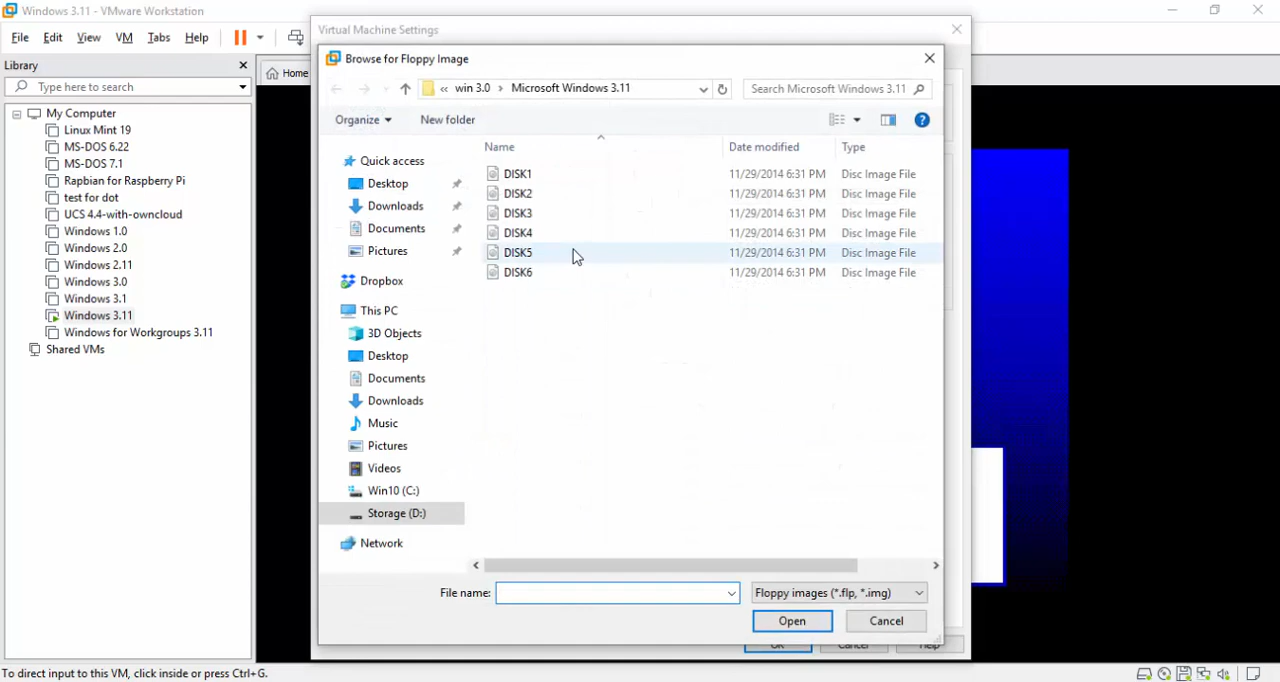 Windows 3.11 - VMware Workstation
File Edit View VM Tabs Help
Library
Type here to search
My Computer
Linux Mint 19
MS-DOS 6.22
MS-DOS 7.1
Rapbian for Raspberry Pi
test for dot
UCS 4.4-with-owncloud
Windows 1.0
Windows 2.0
Windows 2.11
Windows 3.0
Windows 3.1
Windows 3.11
Windows for Workgroups 3.11
Shared VMs
Home
Virtual Machine Settings
Browse for Floppy Image
« win 3.0 › Microsoft Windows 3.11
Search Microsoft Windows 3.11
Organize New folder
Quick access
Desktop
Downloads
Documents
Pictures
Dropbox
This PC
3D Objects
Desktop
Documents
Downloads
Music
Pictures
Videos
Win10 (C:)
Storage (D:)
Network
Name Date modified Type
DISK1 11/29/2014 6:31 PM Disc Image File
DISK2 11/29/2014 6:31 PM Disc Image File
DISK3 11/29/2014 6:31 PM Disc Image File
DISK4 11/29/2014 6:31 PM Disc Image File
DISK5 11/29/2014 6:31 PM Disc Image File
DISK6 11/29/2014 6:31 PM Disc Image File
File name: Floppy images (*.flp, *.img)
Open Cancel
OK Cancel Help
To direct input to this VM, click inside or press Ctrl+G.